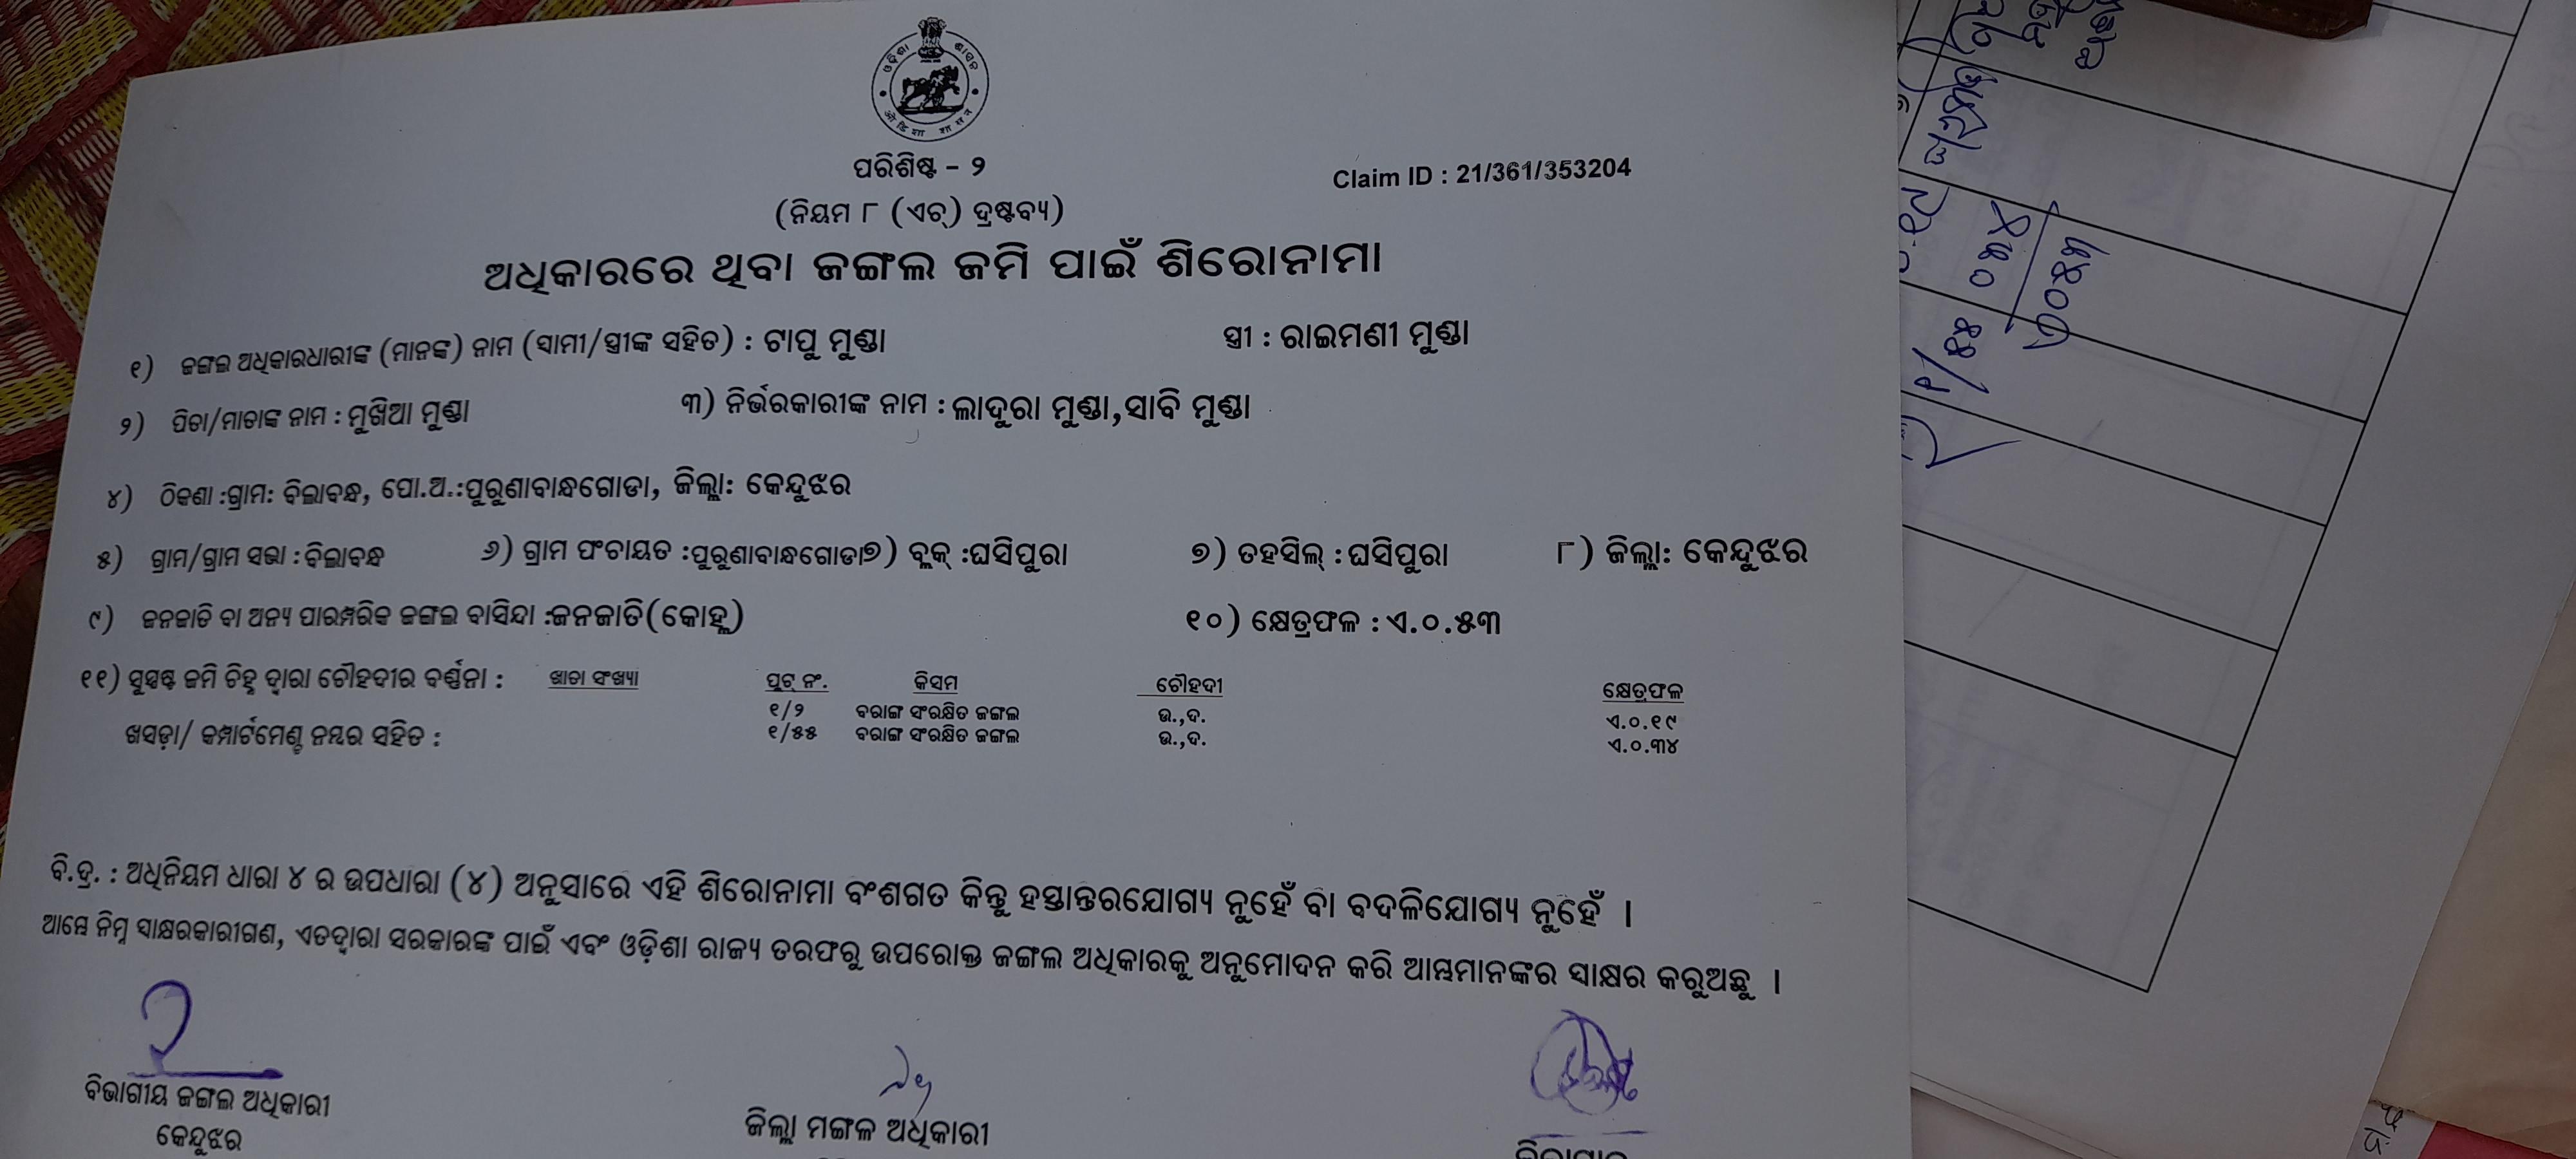 ଓଡ଼ିଶା ଶାସନ
ओडिशा शासन
ପରିଶିଷ୍ଟ - ୨
Claim ID : 21/361/353204
(ନିୟମ ୮ (ଏଚ୍) ଦ୍ରଷ୍ଟବ୍ୟ)
ଅଧିକାରରେ ଥିବା ଜଙ୍ଗଲ ଜମି ପାଇଁ ଶିରୋନାମା
୧) ଜଙ୍ଗଲ ଅଧିକାରଧାରୀଙ୍କ (ମାନଙ୍କ) ନାମ (ସ୍ୱାମୀ/ସ୍ତ୍ରୀଙ୍କ ସହିତ) : ଟାପୁ ମୁଣ୍ଡା ସ୍ତ୍ରୀ : ରାଇମଣୀ ମୁଣ୍ଡା
୨) ପିତା/ମାତାଙ୍କ ନାମ : ମୁଖିଆ ମୁଣ୍ଡା ୩) ନିର୍ଭରକାରୀଙ୍କ ନାମ : ଲାଦୁରା ମୁଣ୍ଡା,ସାବି ମୁଣ୍ଡା
୪) ଠିକଣା :ଗ୍ରାମ: ବିଲାବନ୍ଧ, ପୋ.ଅ.:ପୁରୁଣାବାନ୍ଧଗୋଡା, ଜିଲ୍ଲା: କେନ୍ଦୁଝର
୫) ଗ୍ରାମ/ଗ୍ରାମ ସଭା : ବିଲାବନ୍ଧ ୬) ଗ୍ରାମ ପଂଚାୟତ :ପୁରୁଣାବାନ୍ଧଗୋଡା ୭) ବ୍ଲକ୍ :ଘସିପୁରା ୭) ତହସିଲ୍ : ଘସିପୁରା ୮) ଜିଲ୍ଲା: କେନ୍ଦୁଝର
୯) ଜନଜାତି ବା ଅନ୍ୟ ପାରମ୍ପରିକ ଜଙ୍ଗଲ ବାସିନ୍ଦା :ଜନଜାତି(କୋହ୍ଲ) ୧୦) କ୍ଷେତ୍ରଫଳ : ଏ.୦.୫୩
୧୧) ସୁସ୍ପଷ୍ଟ ଜମି ଚିହ୍ନ ଦ୍ୱାରା ଚୌହଦୀର ବର୍ଣ୍ଣନା : ଖାତା ସଂଖ୍ୟା ପ୍ଲଟ୍ ନଂ. କିସମ ଚୌହଦୀ କ୍ଷେତ୍ରଫଳ
୧/୨ ବରାଙ୍ଗ ସଂରକ୍ଷିତ ଜଙ୍ଗଲ ଉ.,ଦ. ଏ.୦.୧୯
ଖସଡ଼ା/ କମ୍ପାର୍ଟମେଣ୍ଟ ନମ୍ବର ସହିତ : ୧/୫୫ ବରାଙ୍ଗ ସଂରକ୍ଷିତ ଜଙ୍ଗଲ ଉ.,ଦ. ଏ.୦.୩୪
ବି.ଦ୍ର. : ଅଧିନିୟମ ଧାରା ୪ ର ଉପଧାରା (୪) ଅନୁସାରେ ଏହି ଶିରୋନାମା ବଂଶଗତ କିନ୍ତୁ ହସ୍ତାନ୍ତରଯୋଗ୍ୟ ନୁହେଁ ବା ବଦଳିଯୋଗ୍ୟ ନୁହେଁ ।
ଆମ୍ଭେ ନିମ୍ନ ସାକ୍ଷରକାରୀଗଣ, ଏତଦ୍ୱାରା ସରକାରଙ୍କ ପାଇଁ ଏବଂ ଓଡ଼ିଶା ରାଜ୍ୟ ତରଫରୁ ଉପରୋକ୍ତ ଜଙ୍ଗଲ ଅଧିକାରକୁ ଅନୁମୋଦନ କରି ଆମ୍ଭମାନଙ୍କର ସାକ୍ଷର କରୁଅଛୁ ।
ବିଭାଗୀୟ ଜଙ୍ଗଲ ଅଧିକାରୀ
କେନ୍ଦୁଝର
ଜିଲ୍ଲା ମଙ୍ଗଳ ଅଧିକାରୀ